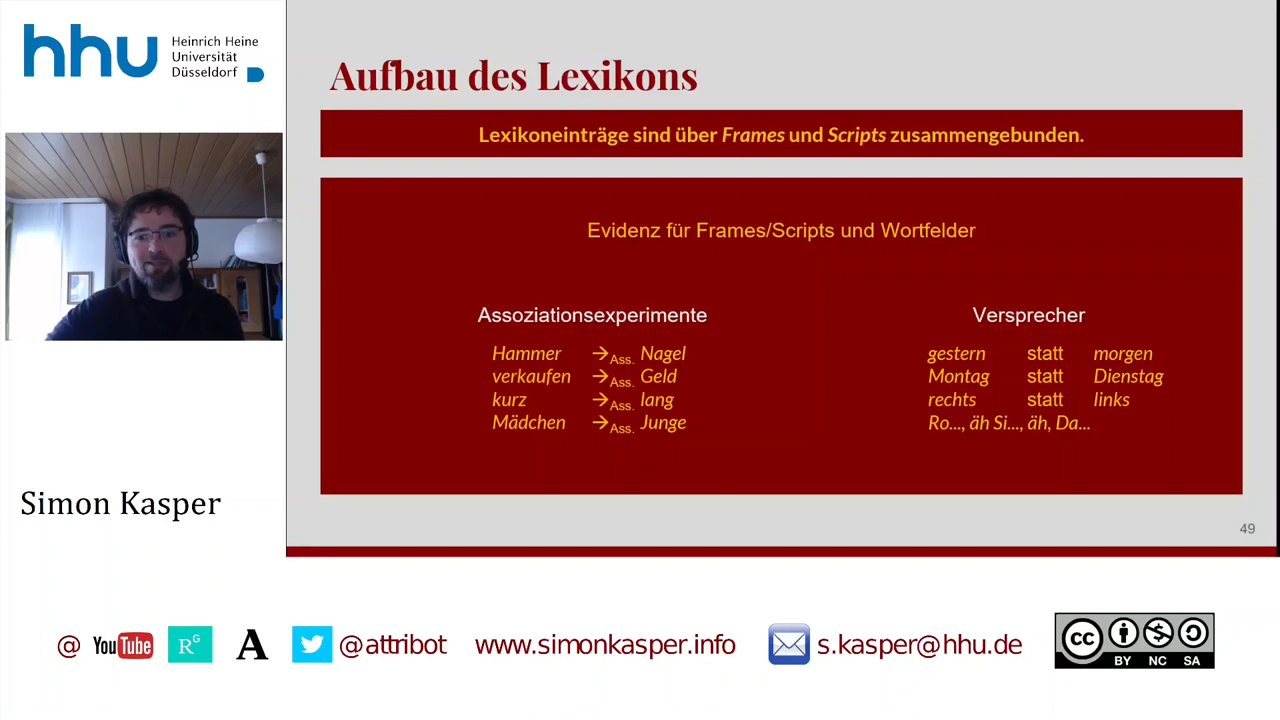 hhu
Heinrich Heine
Universität
Düsseldorf
Aufbau des Lexikons
Lexikoneinträge sind über Frames und Scripts zusammengebunden.
Evidenz für Frames/Scripts und Wortfelder
Assoziationsexperimente
Hammer →Ass. Nagel
verkaufen →Ass. Geld
kurz →Ass. lang
Mädchen →Ass. Junge
Versprecher
gestern statt morgen
Montag statt Dienstag
rechts statt links
Ro..., äh Si..., äh, Da...
49
Simon Kasper
@ YouTube RG A @attribot www.simonkasper.info s.kasper@hhu.de
cc BY NC SA